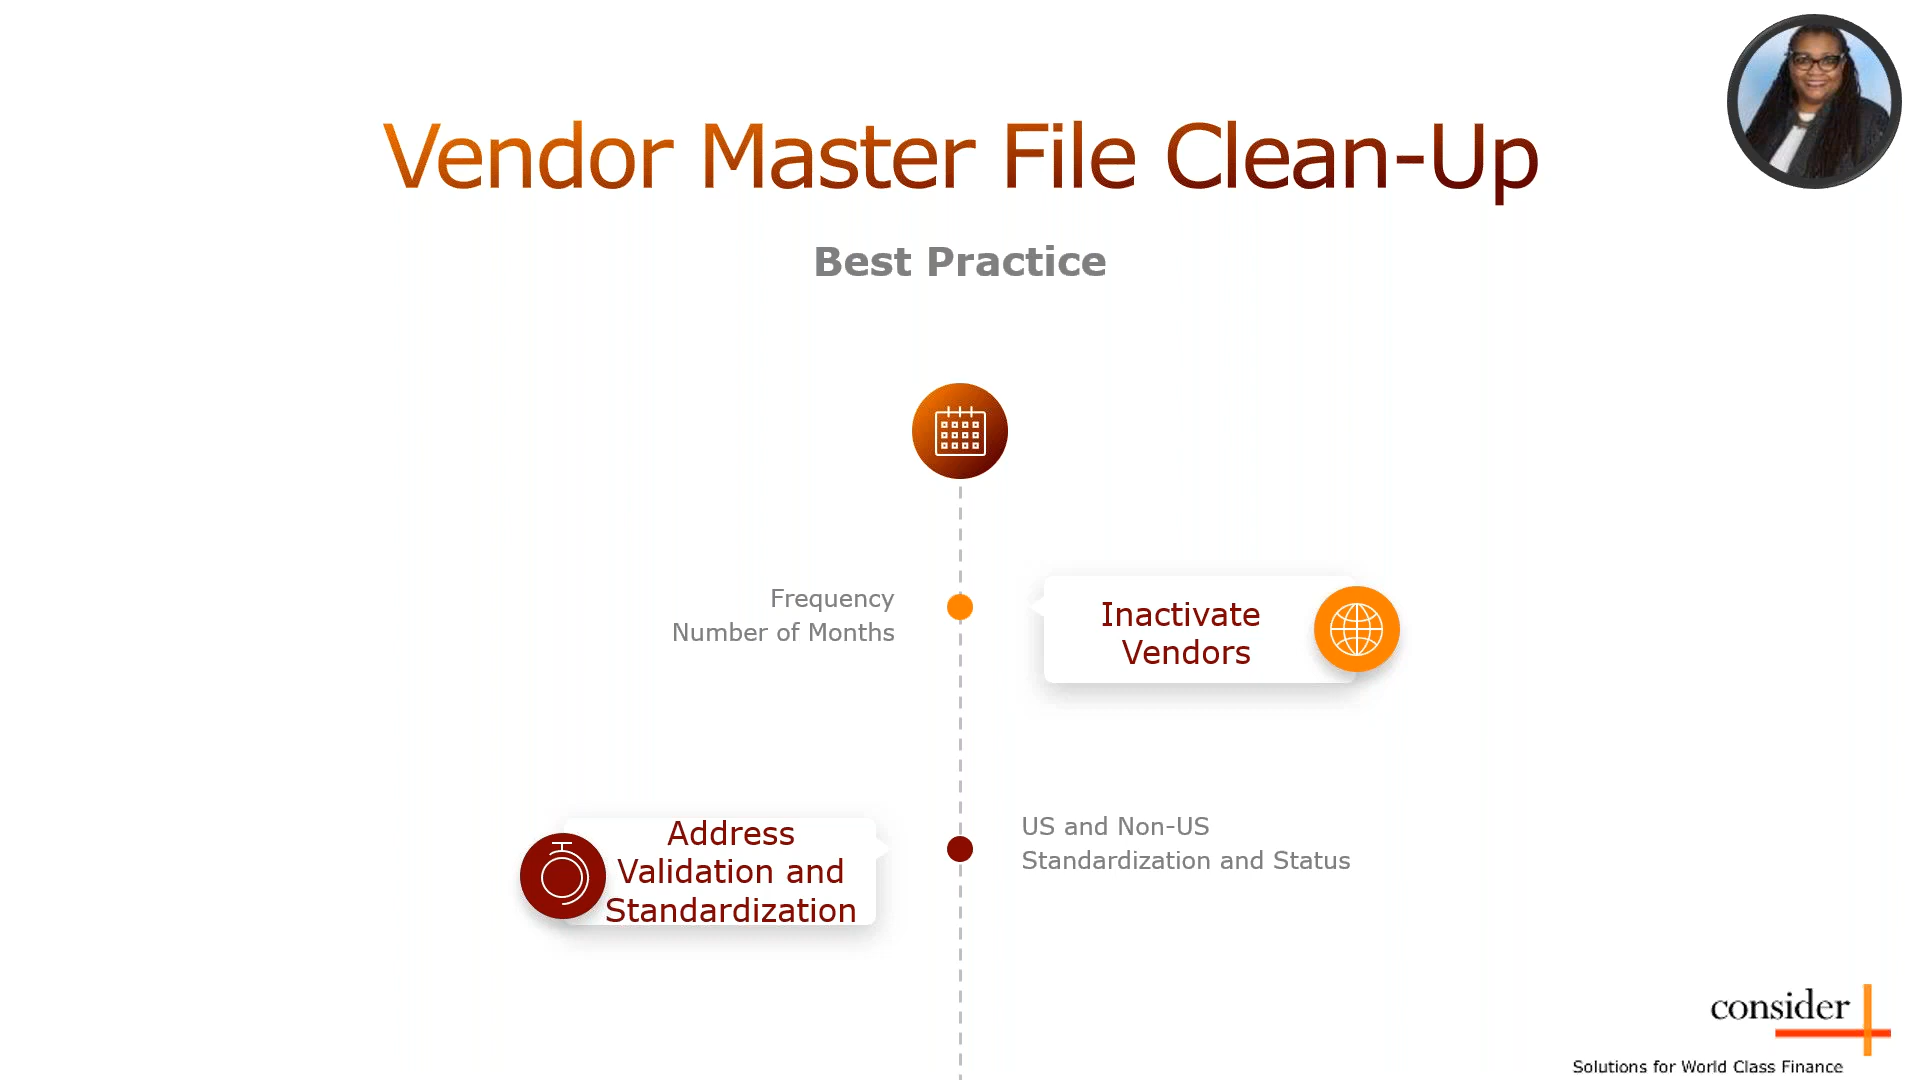 Vendor Master File Clean-Up
Best Practice
Frequency
Number of Months
Inactivate
Vendors
Address
Validation and
Standardization
US and Non-US
Standardization and Status
consider
Solutions for World Class Finance